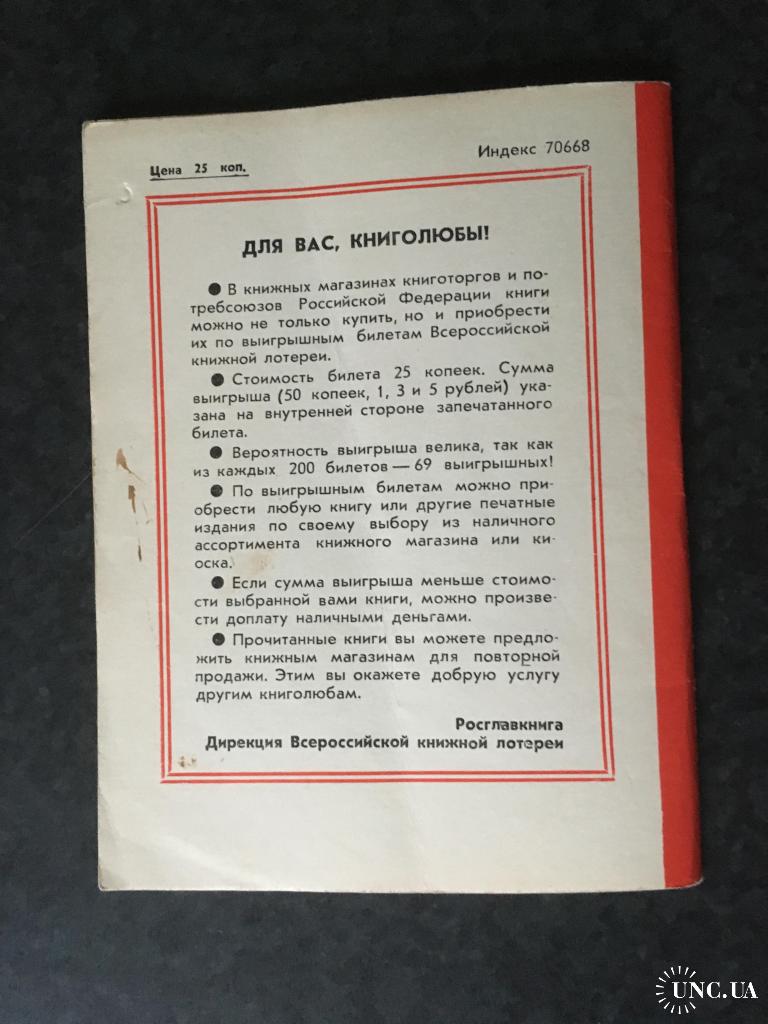 Цена 25 коп.
Индекс 70668
ДЛЯ ВАС, КНИГОЛЮБЫ!
● В книжных магазинах книготоргов и по-
требсоюзов Российской Федерации книги
можно не только купить, но и приобрести
их по выигрышным билетам Всероссийской
книжной лотереи.
● Стоимость билета 25 копеек. Сумма
выигрыша (50 копеек, 1, 3 и 5 рублей) ука-
зана на внутренней стороне запечатанного
билета.
● Вероятность выигрыша велика, так как
из каждых 200 билетов — 69 выигрышных!
● По выигрышным билетам можно при-
обрести любую книгу или другие печатные
издания по своему выбору из наличного
ассортимента книжного магазина или ки-
оска.
● Если сумма выигрыша меньше стоимо-
сти выбранной вами книги, можно произве-
сти доплату наличными деньгами.
● Прочитанные книги вы можете предло-
жить книжным магазинам для повторной
продажи. Этим вы окажете добрую услугу
другим книголюбам.
Росглавкнига
Дирекция Всероссийской книжной лотереи
UNC.UA